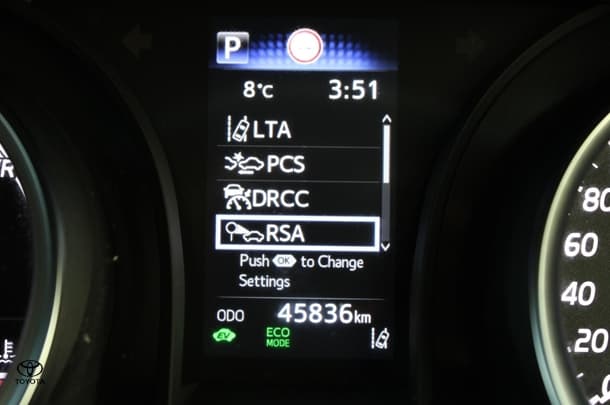 P
8°C 3:51
LTA
PCS
DRCC
RSA
Push OK to Change
Settings
ODO 45836km
EV ECO
MODE
80
60
40
20
TOYOTA